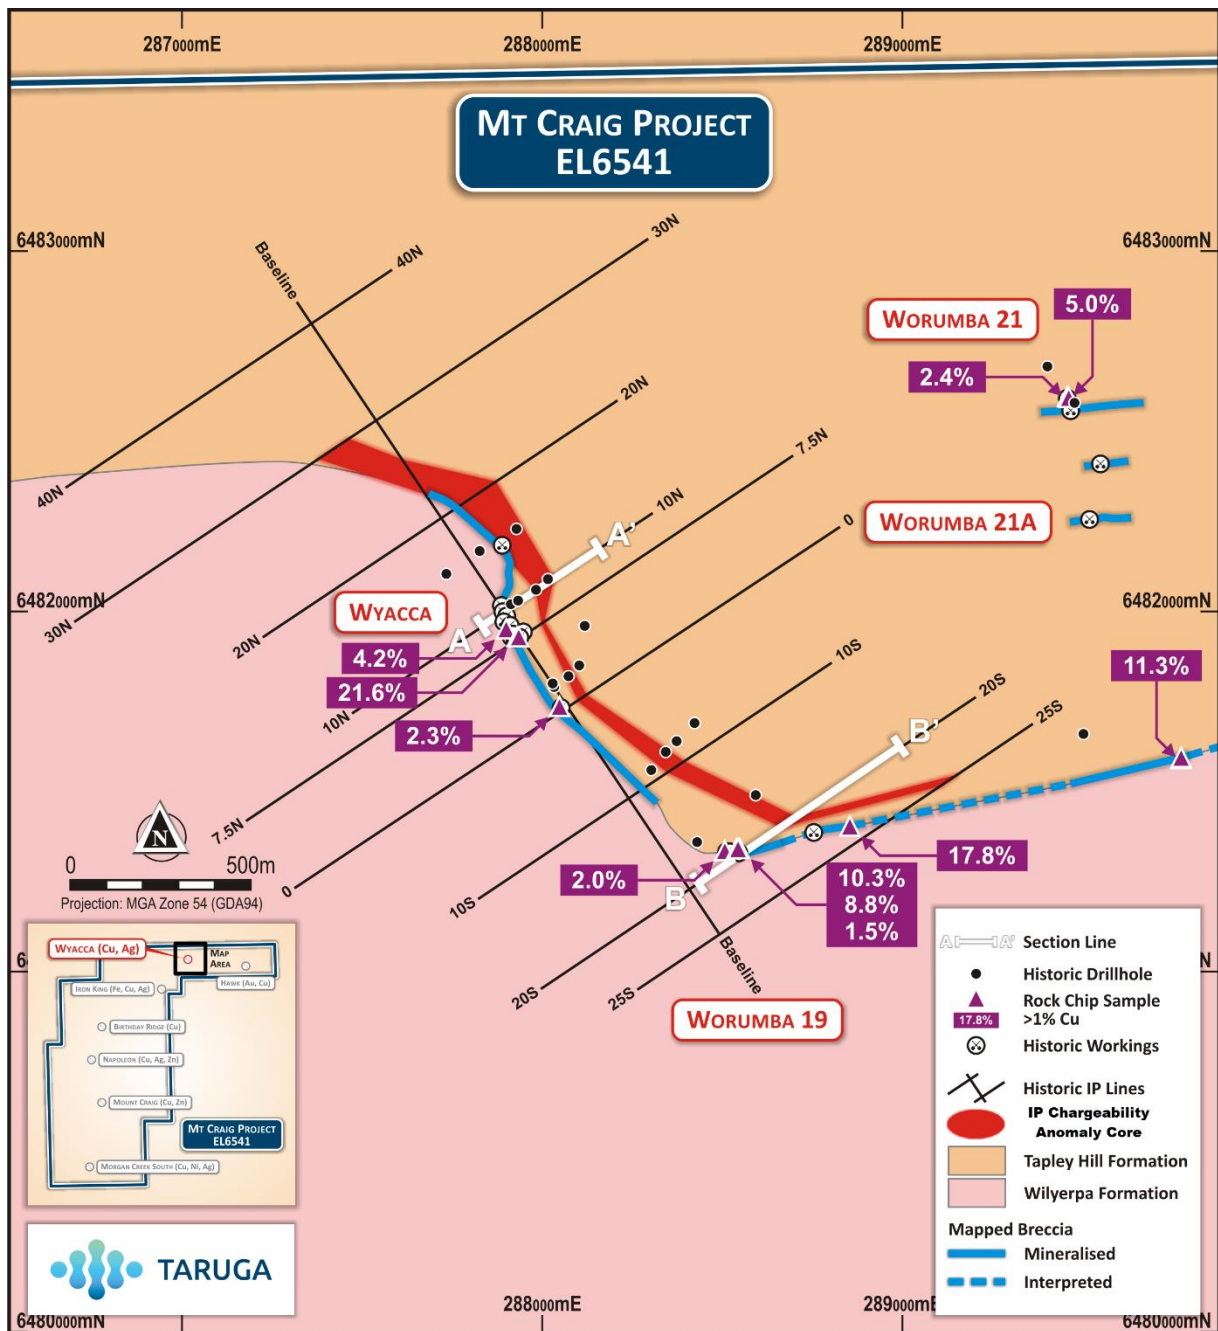 287000mE
288000mE
289000mE
MT CRAIG PROJECT
EL6541
6483000mN
6483000mN
Baseline
40N
30N
WORUMBA 21
5.0%
2.4%
20N
7.5N
10N
0
WORUMBA 21A
A'
40N
30N
20N
6482000mN
6482000mN
WYACCA
A
4.2%
21.6%
2.3%
10N
7.5N
0
10S
20S
25S
11.3%
B'
N
0
500m
Projection: MGA Zone 54 (GDA94)
2.0%
B
17.8%
10.3%
8.8%
1.5%
10S
20S
25S
Baseline
WORUMBA 19
WYACCA (Cu, Ag)
MAP
AREA
HAWK (Au, Cu)
IRON KING (Fe, Cu, Ag)
BIRTHDAY RIDGE (Cu)
NAPOLEON (Cu, Ag, Zn)
MOUNT CRAIG (Cu, Zn)
MT CRAIG PROJECT
EL6541
MORGAN CREEK SOUTH (Cu, Ni, Ag)
A A' Section Line
Historic Drillhole
Rock Chip Sample
17.8% >1% Cu
Historic Workings
Historic IP Lines
IP Chargeability
Anomaly Core
Tapley Hill Formation
Wilyerpa Formation
Mapped Breccia
Mineralised
Interpreted
TARUGA
6480000mN
288000mE
289000mE
6480000mN